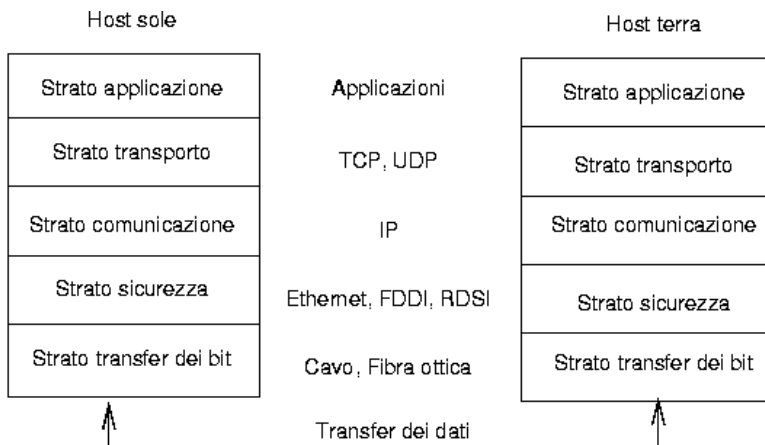 Host sole
Host terra
Strato applicazione
Applicazioni
Strato applicazione
Strato transporto
TCP, UDP
Strato transporto
Strato comunicazione
IP
Strato comunicazione
Strato sicurezza
Ethernet, FDDI, RDSI
Strato sicurezza
Strato transfer dei bit
Cavo, Fibra ottica
Strato transfer dei bit
Transfer dei dati